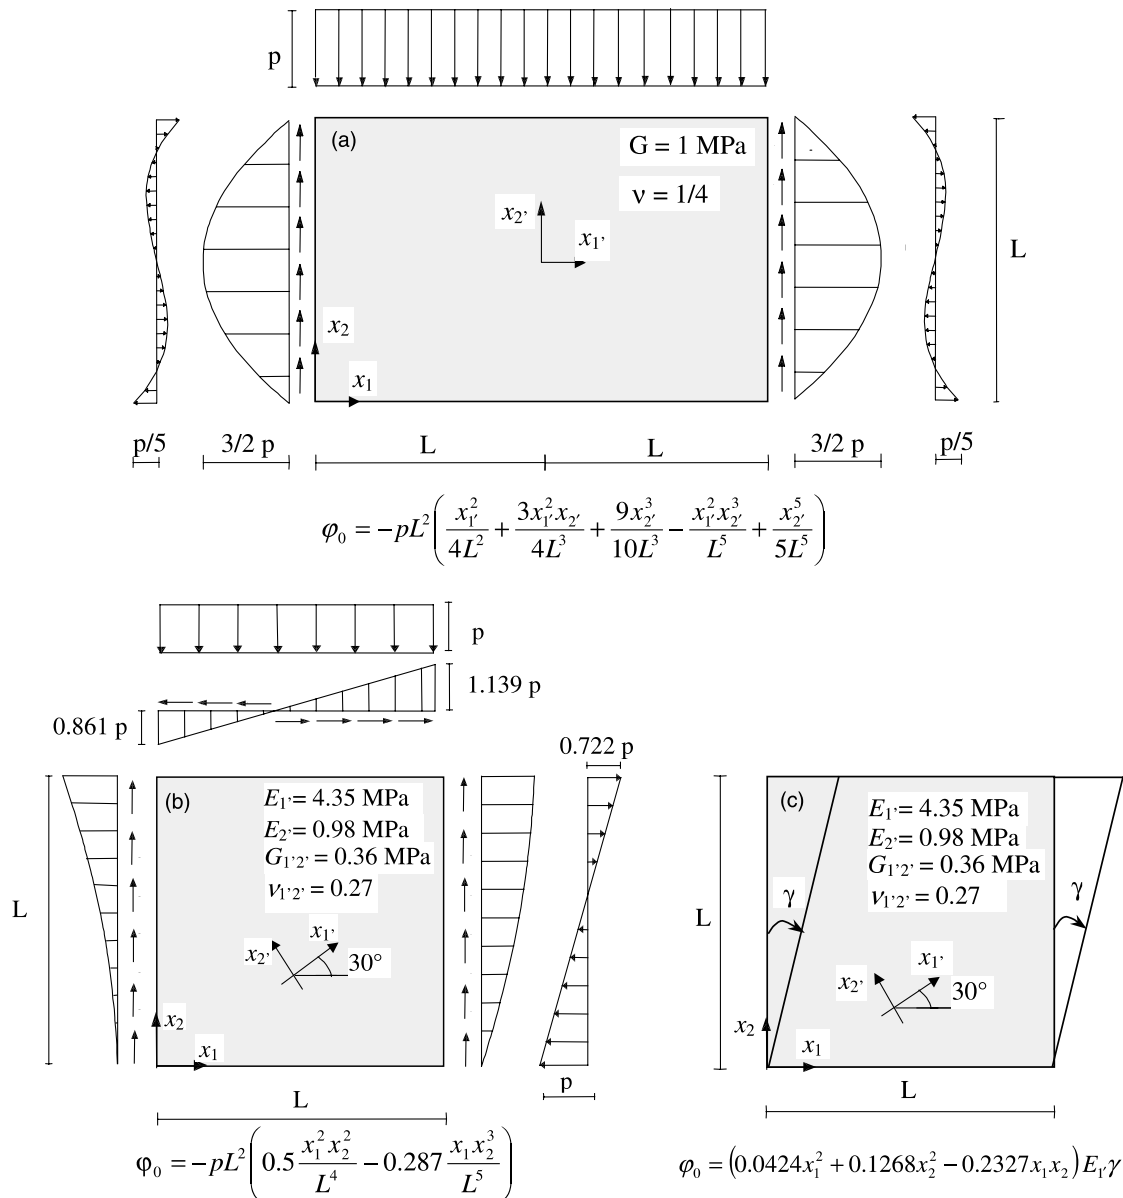 p
(a)
G = 1 MPa
ν = 1/4
x2'
x1'
L
x2
x1
p/5
3/2 p
L
L
3/2 p
p/5
φ₀ = −pL²(x₁'²/4L² + 3x₁'²x₂'/4L³ + 9x₂'³/10L³ − x₁'²x₂'³/L⁵ + x₂'⁵/5L⁵)
p
1.139 p
0.861 p
0.722 p
(b)
E1'= 4.35 MPa
E2'= 0.98 MPa
G1'2' = 0.36 MPa
ν1'2' = 0.27
L
x2'
x1'
30°
x2
x1
p
L
φ₀ = −pL²(0.5 x₁²x₂²/L⁴ − 0.287 x₁x₂³/L⁵)
(c)
E1'= 4.35 MPa
E2'= 0.98 MPa
G1'2' = 0.36 MPa
ν1'2' = 0.27
γ
γ
L
x2'
x1'
30°
x2
x1
L
φ₀ = (0.0424x₁² + 0.1268x₂² − 0.2327x₁x₂)E1'γ